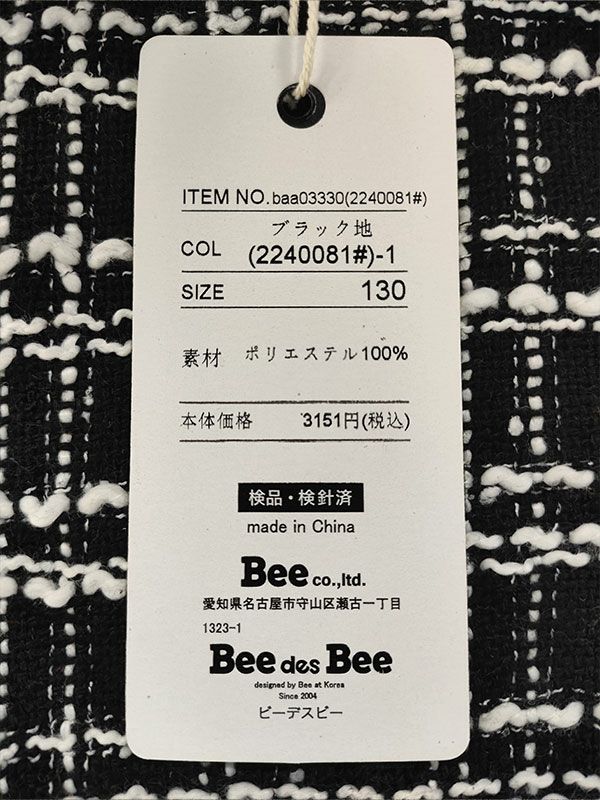 ITEM NO.baa03330(2240081#)
ブラック地
COL (2240081#)-1
SIZE 130
素材 ポリエステル100%
本体価格 3151円(税込)
検品・検針済
made in China
Bee co.,ltd.
愛知県名古屋市守山区瀬古一丁目
1323-1
Bee des Bee
designed by Bee at Korea
Since 2004
ビーデスビー